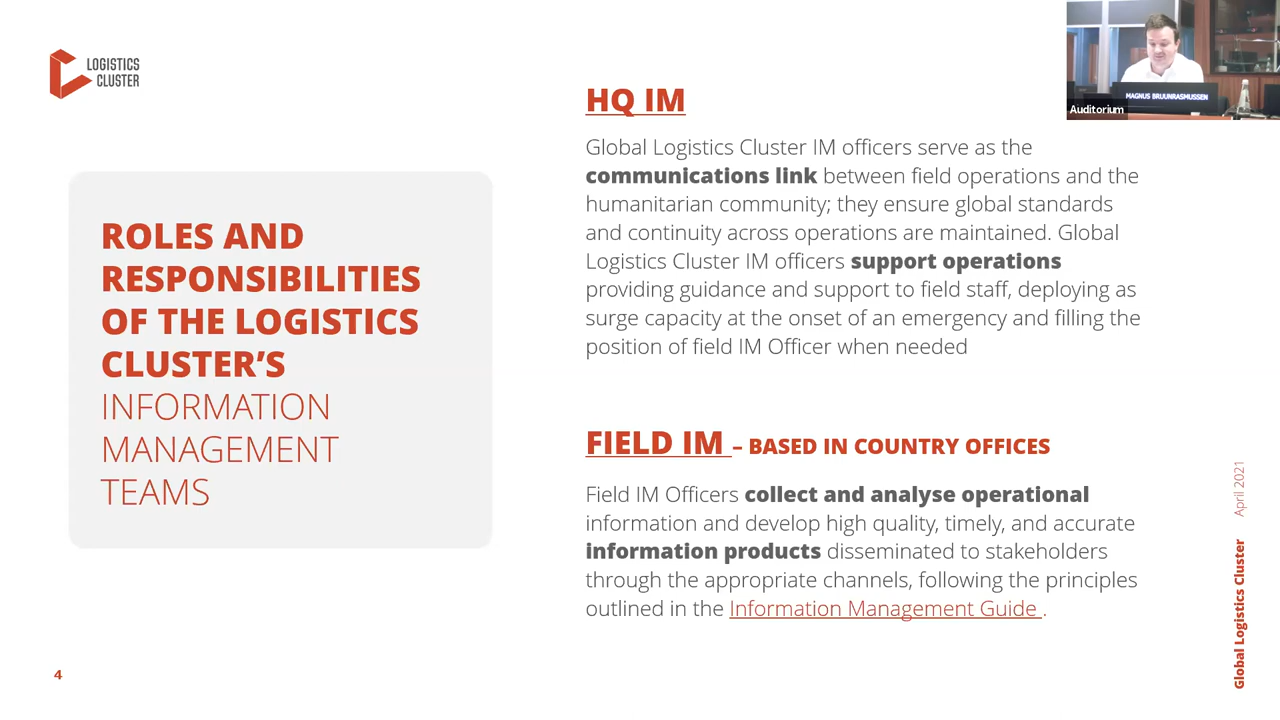 LOGISTICS
CLUSTER
ROLES AND
RESPONSIBILITIES
OF THE LOGISTICS
CLUSTER’S
INFORMATION
MANAGEMENT
TEAMS
HQ IM
Global Logistics Cluster IM officers serve as the
communications link between field operations and the
humanitarian community; they ensure global standards
and continuity across operations are maintained. Global
Logistics Cluster IM officers support operations
providing guidance and support to field staff, deploying as
surge capacity at the onset of an emergency and filling the
position of field IM Officer when needed
FIELD IM – BASED IN COUNTRY OFFICES
Field IM Officers collect and analyse operational
information and develop high quality, timely, and accurate
information products disseminated to stakeholders
through the appropriate channels, following the principles
outlined in the Information Management Guide .
MAGNUS BRUUNRASMUSSEN
Auditorium
Global Logistics Cluster April 2021
4